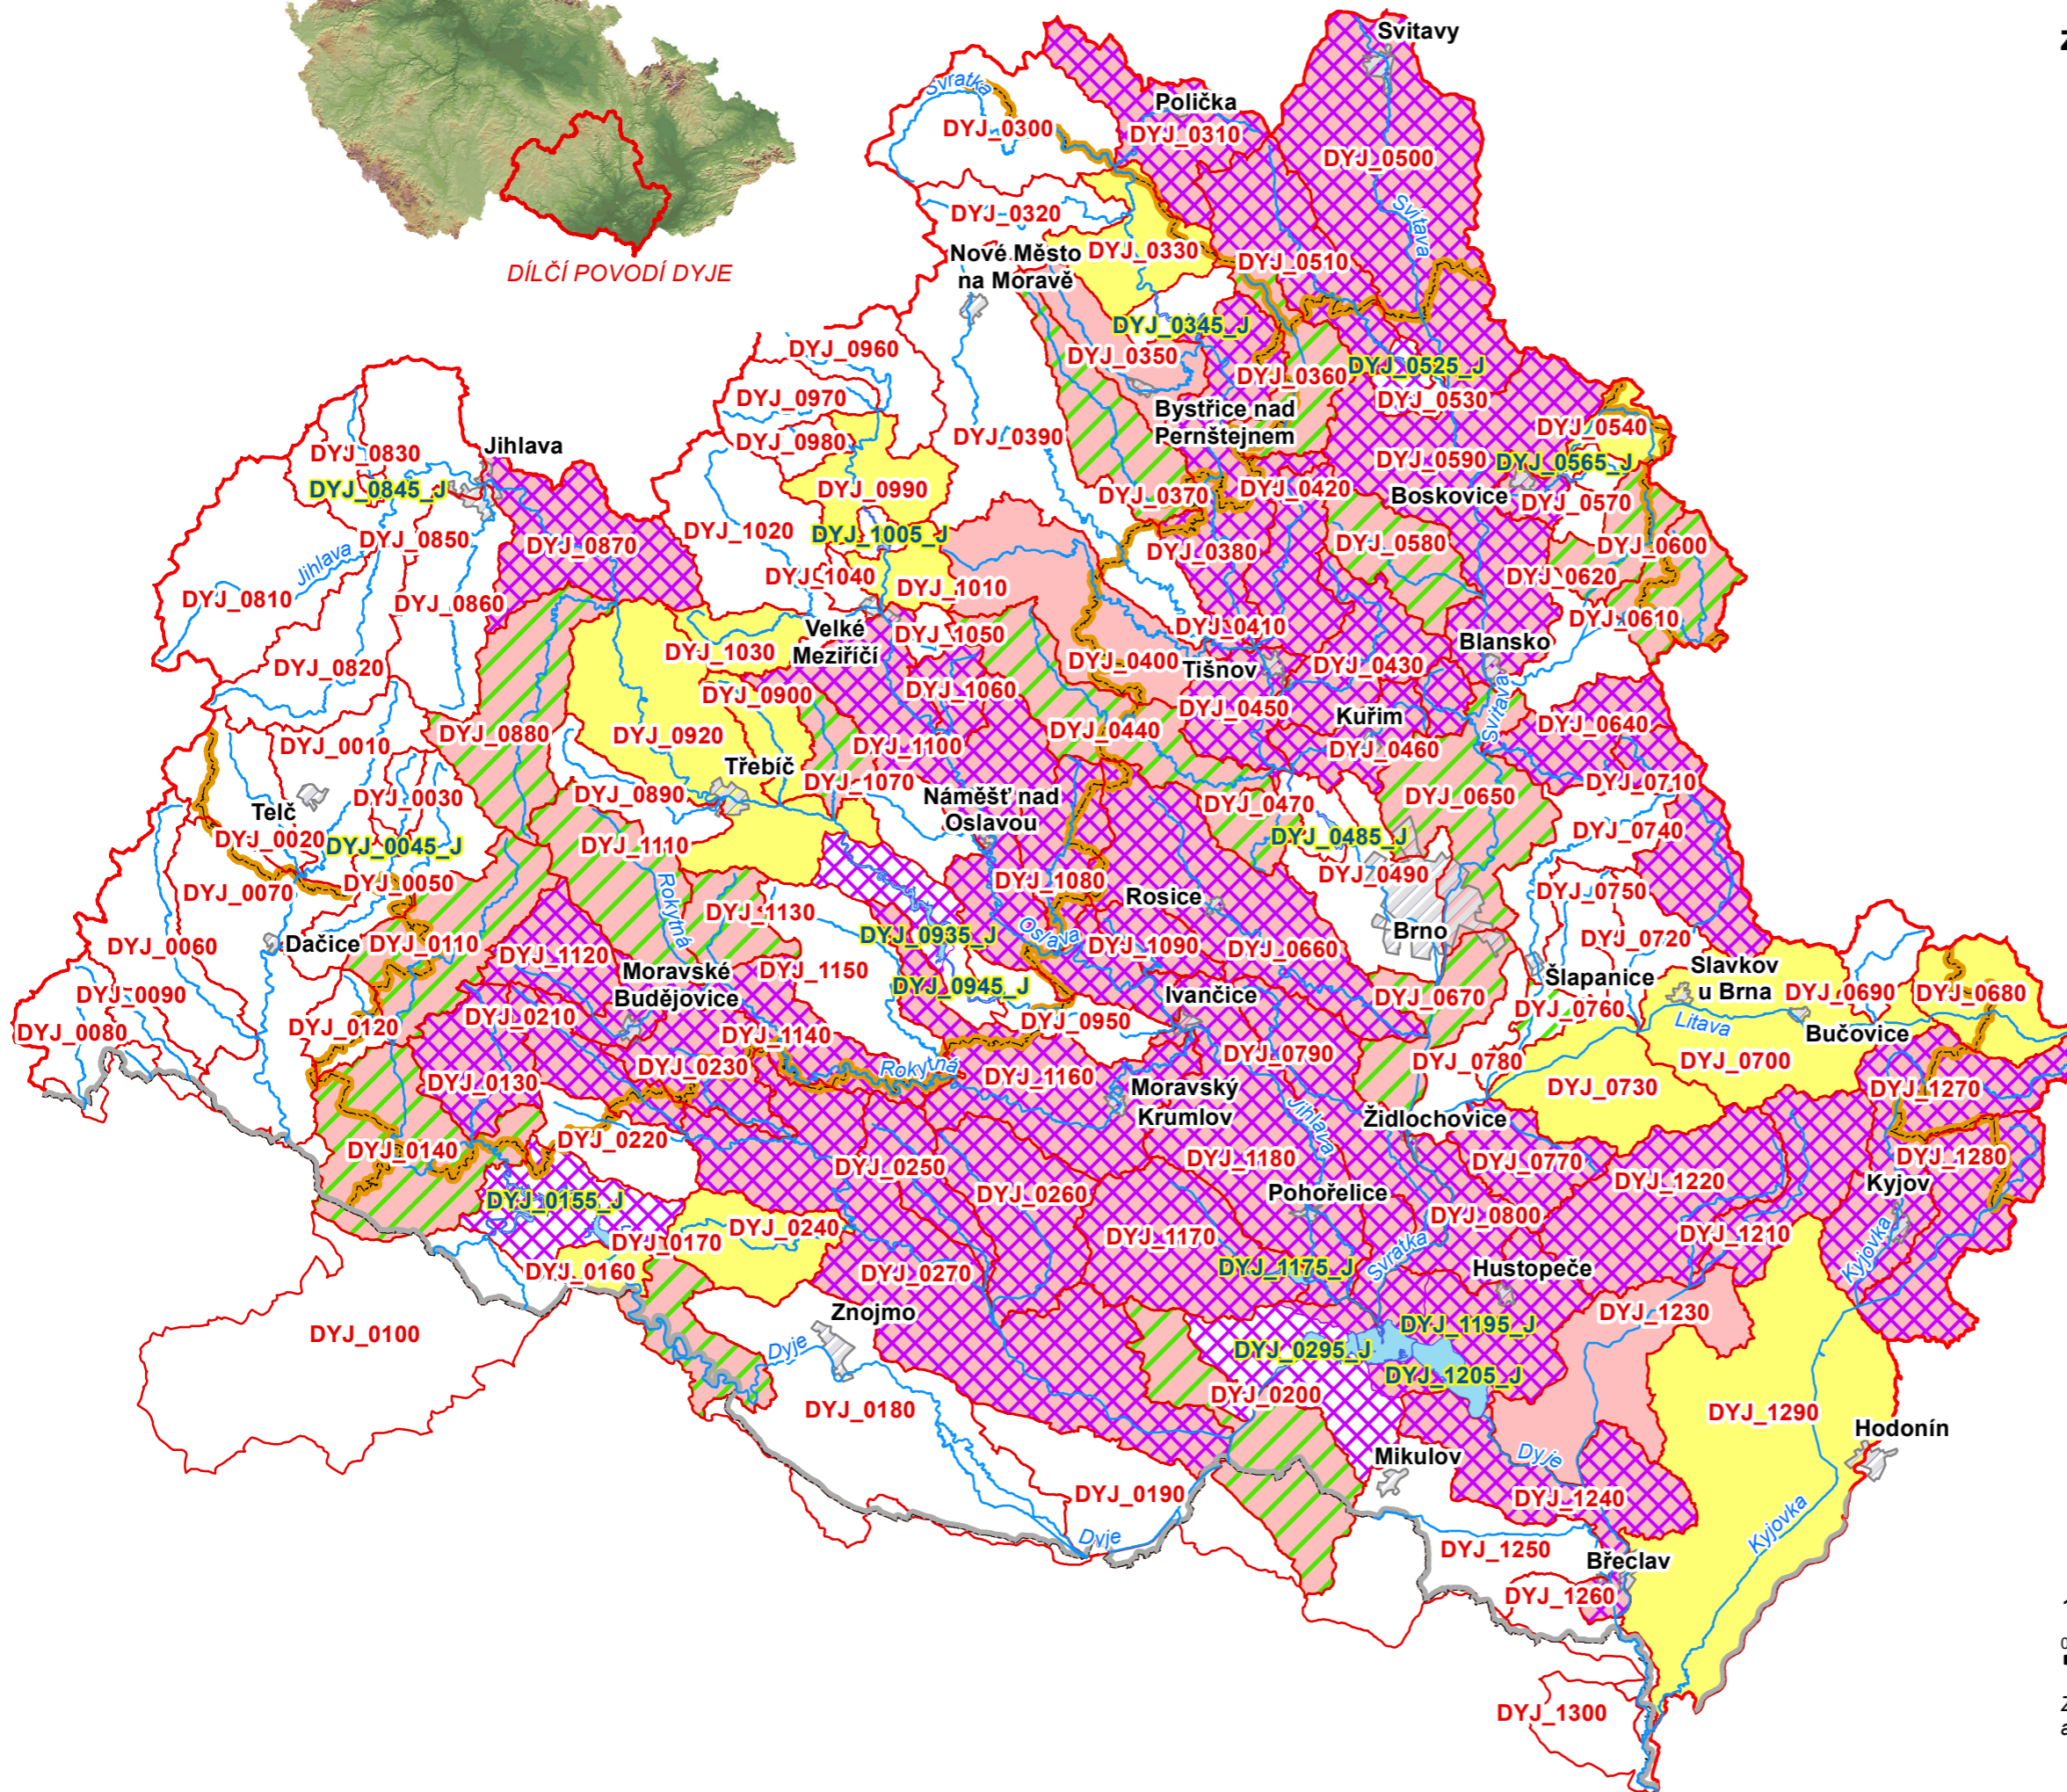 Svitavy
Svratka
Polička
DYJ_0300
DYJ_0310
DYJ_0500
DYJ_0320
Svitava
Nové Město
na Moravě
DYJ_0330
DYJ_0510
DÍLČÍ POVODÍ DYJE
DYJ_0345_J
DYJ_0960
DYJ_0350
DYJ_0360
DYJ_0525_J
DYJ_0970
DYJ_0530
Bystřice nad
Pernštejnem
DYJ_0540
DYJ_0980
DYJ_0390
Jihlava
DYJ_0830
DYJ_0590
DYJ_0565_J
DYJ_0845_J
DYJ_0990
DYJ_0370
DYJ_0420
Boskovice
DYJ_0570
DYJ_1020
DYJ_1005_J
DYJ_0850
DYJ_0870
DYJ_0380
DYJ_0580
DYJ_0600
Jihlava
DYJ_1040
DYJ_1010
DYJ_0620
DYJ_0810
DYJ_0860
DYJ_0610
Velké
Meziříčí
DYJ_1050
DYJ_0410
Blansko
DYJ_0820
DYJ_1030
DYJ_0400
Tišnov
DYJ_0430
DYJ_0900
DYJ_1060
Svitava
DYJ_0450
Kuřim
DYJ_0640
DYJ_0010
DYJ_0880
DYJ_0920
DYJ_1100
DYJ_0440
DYJ_0460
Třebíč
DYJ_1070
DYJ_0710
DYJ_0030
DYJ_0890
Náměšť nad
Oslavou
DYJ_0470
DYJ_0650
Telč
DYJ_0020
DYJ_0045_J
DYJ_1110
DYJ_0485_J
DYJ_0740
DYJ_0070
DYJ_0050
DYJ_1080
DYJ_0490
DYJ_0750
Rokytná
DYJ_1130
Rosice
DYJ_0060
Dačice
DYJ_0110
DYJ_1120
DYJ_0935_J
Oslava
DYJ_1090
DYJ_0660
Brno
DYJ_0720
Moravské
Budějovice
DYJ_1150
DYJ_0945_J
Šlapanice
Slavkov
u Brna
DYJ_0090
DYJ_0690
DYJ_0680
DYJ_0080
DYJ_0120
DYJ_0210
DYJ_1140
DYJ_0950
Ivančice
DYJ_0670
DYJ_0760
Litava
Bučovice
DYJ_0130
DYJ_0230
Rokytná
DYJ_1160
DYJ_0790
DYJ_0780
DYJ_0700
Moravský
Krumlov
DYJ_0730
DYJ_1270
Jihlava
Židlochovice
DYJ_0140
DYJ_0220
DYJ_0250
DYJ_1180
DYJ_0770
DYJ_1280
DYJ_0155_J
DYJ_0260
Pohořelice
DYJ_1220
Kyjov
DYJ_0240
DYJ_0800
DYJ_0170
DYJ_1170
DYJ_1210
DYJ_0160
DYJ_0270
DYJ_1175_J
Svratka
Hustopeče
Kyjovka
Znojmo
DYJ_1230
DYJ_0100
DYJ_1195_J
Dyje
DYJ_0295_J
DYJ_1205_J
DYJ_0200
DYJ_0180
DYJ_1290
Hodonín
Mikulov
Dyje
DYJ_0190
DYJ_1240
Dyje
Kyjovka
DYJ_1250
Břeclav
DYJ_1260
DYJ_1300